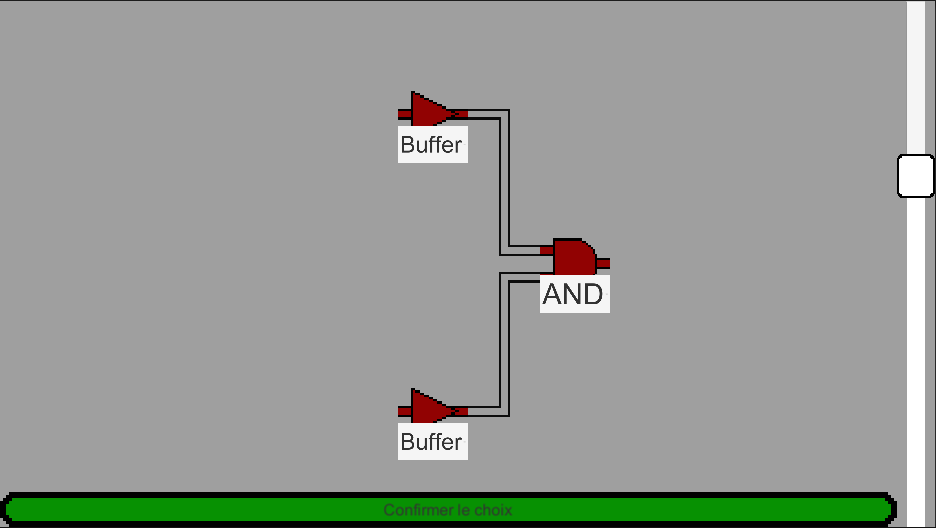 Buffer
AND
Buffer
Confirmer le choix